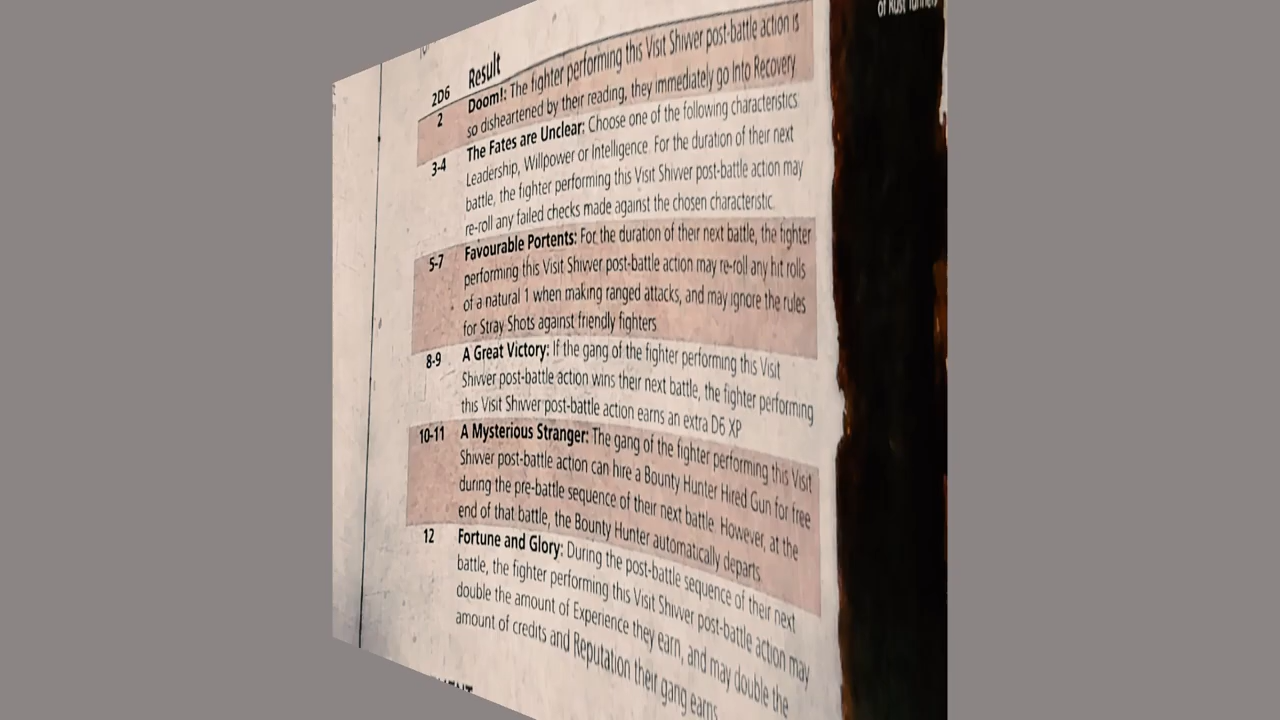 of Rust Tunnels
2D6 Result
2 Doom!: The fighter performing this Visit Shivver post-battle action is
so disheartened by their reading, they immediately go Into Recovery
3-4 The Fates are Unclear: Choose one of the following characteristics
Leadership, Willpower or Intelligence. For the duration of their next
battle, the fighter performing this Visit Shivver post-battle action may
re-roll any failed checks made against the chosen characteristic.
5-7 Favourable Portents: For the duration of their next battle, the fighter
performing this Visit Shivver post-battle action may re-roll any hit rolls
of a natural 1 when making ranged attacks, and may ignore the rules
for Stray Shots against friendly fighters
8-9 A Great Victory: If the gang of the fighter performing this Visit
Shivver post-battle action wins their next battle, the fighter performing
this Visit Shivver post-battle action earns an extra D6 XP
10-11 A Mysterious Stranger: The gang of the fighter performing this Visit
Shivver post-battle action can hire a Bounty Hunter Hired Gun for free
during the pre-battle sequence of their next battle. However, at the
end of that battle, the Bounty Hunter automatically departs
12 Fortune and Glory: During the post-battle sequence of their next
battle, the fighter performing this Visit Shivver post-battle action may
double the amount of Experience they earn, and may double the
amount of credits and Reputation their gang earns